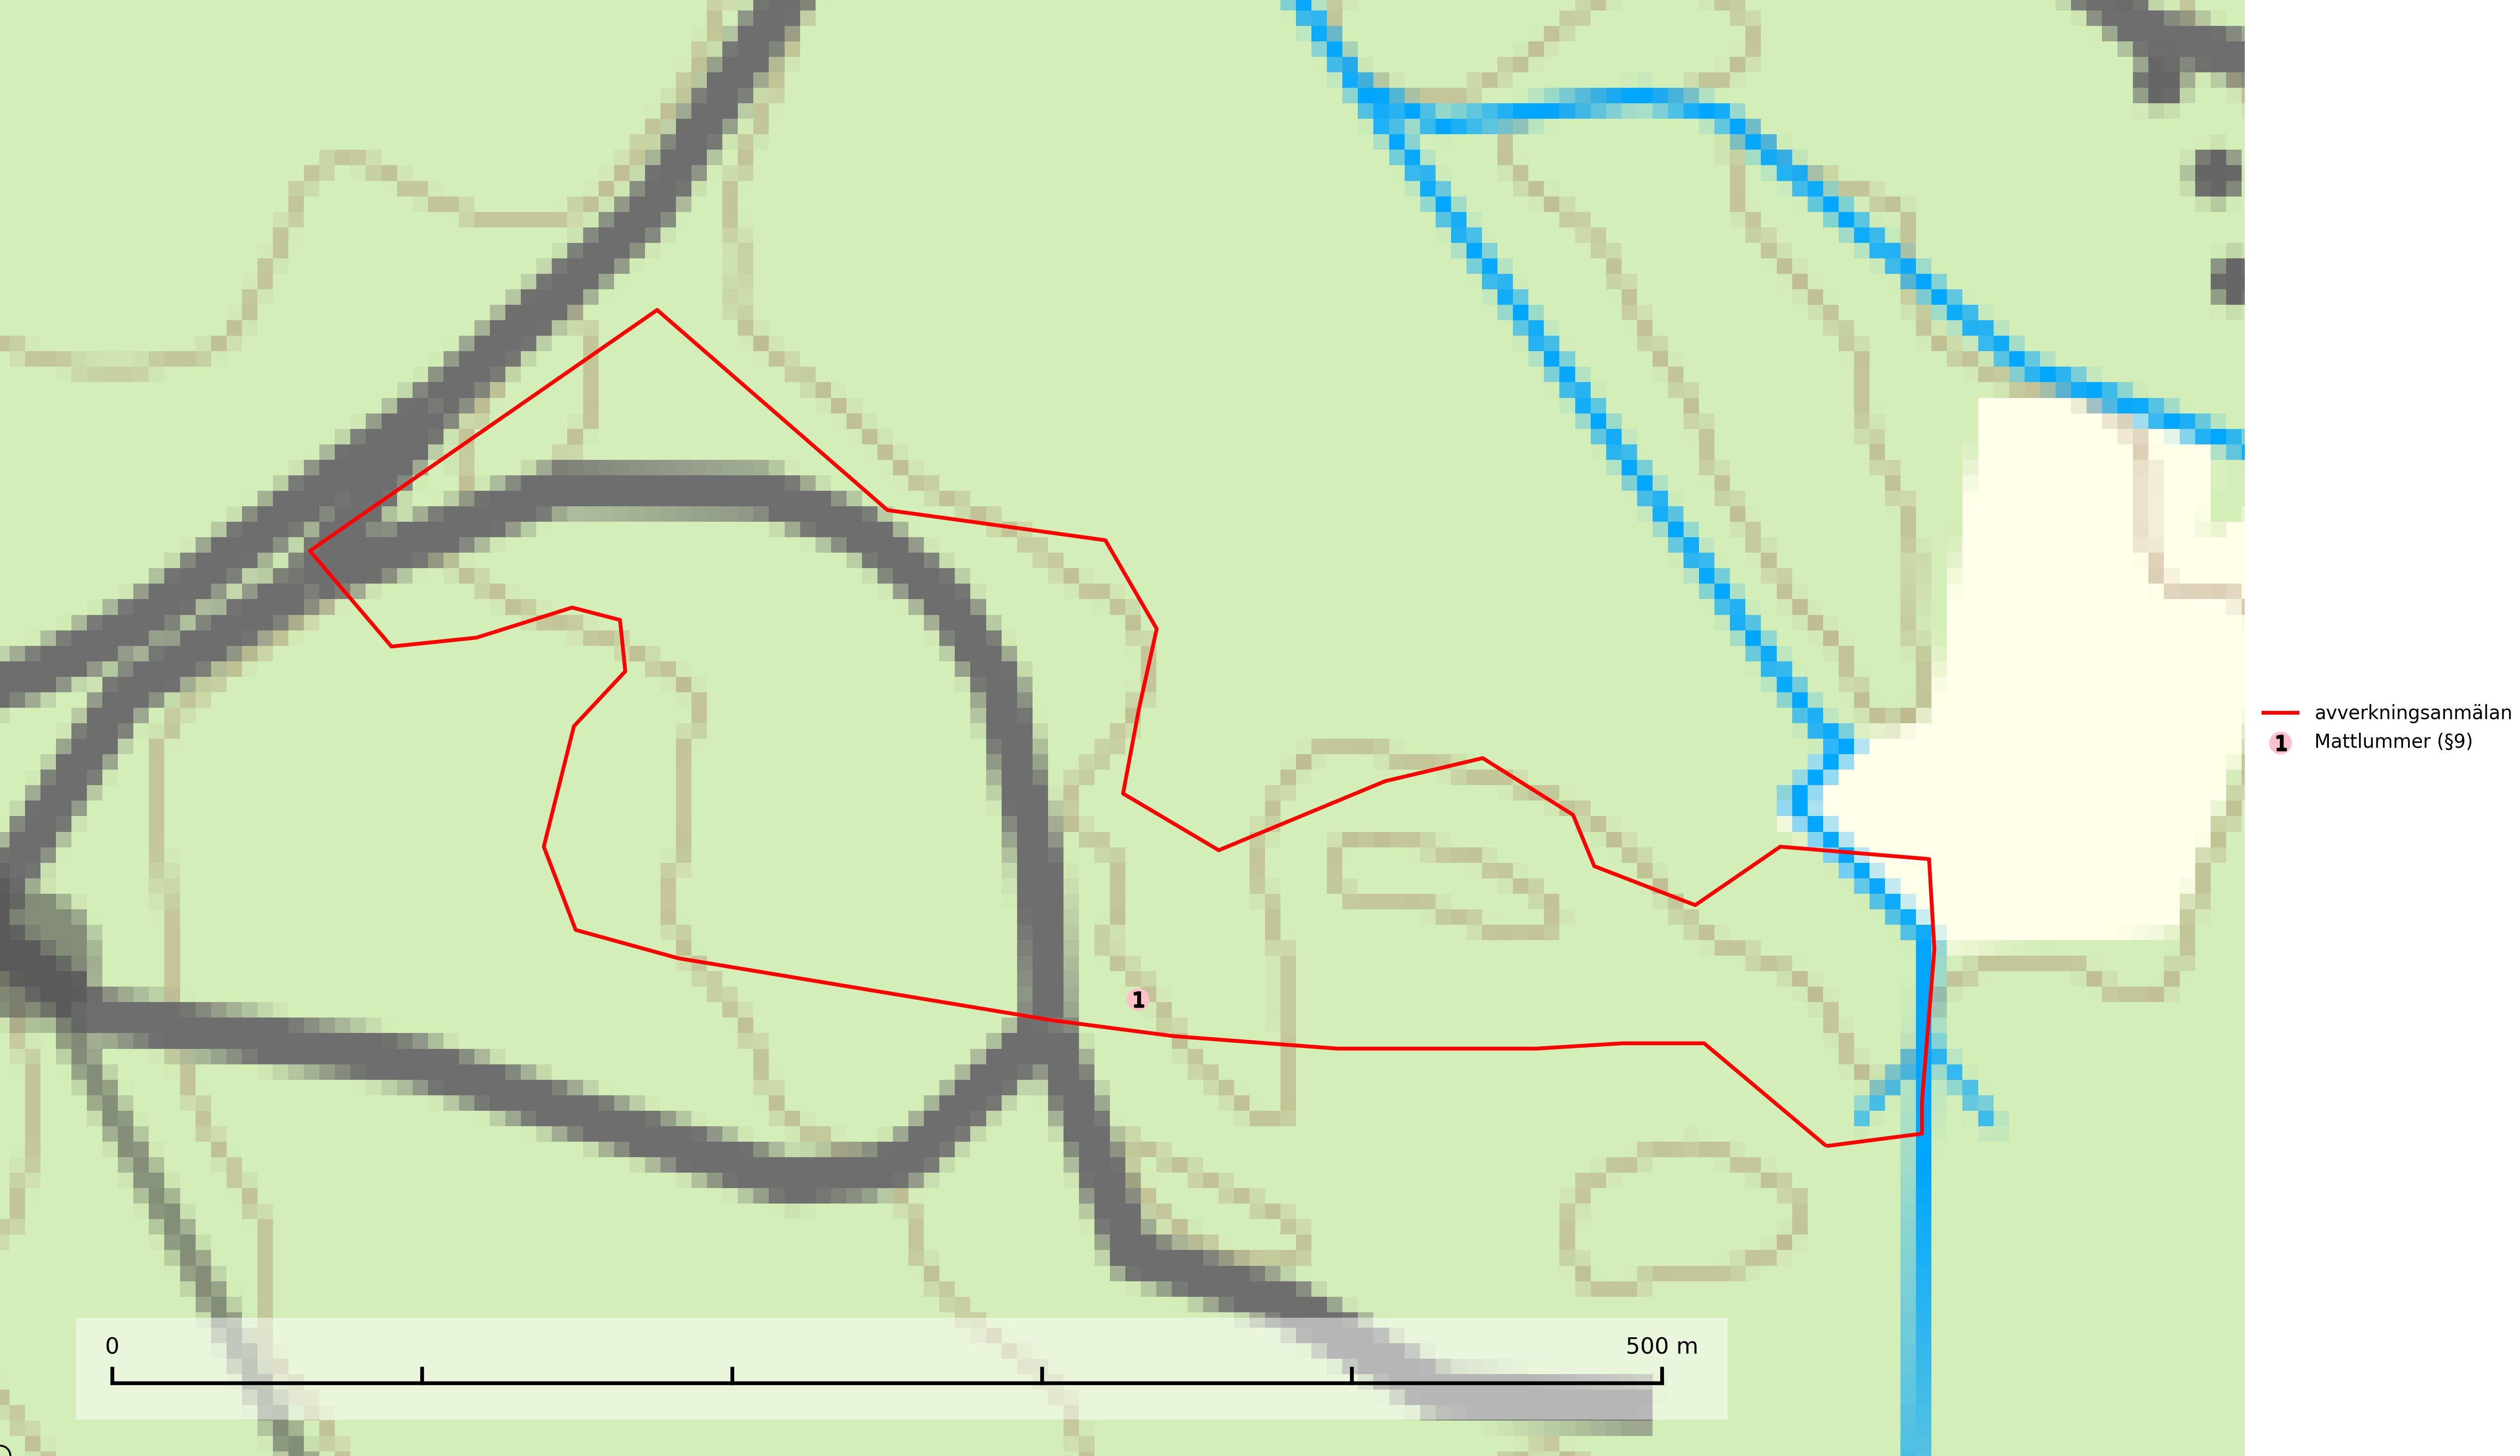 1
0
500 m
avverkningsanmälan
1 Mattlummer (§9)